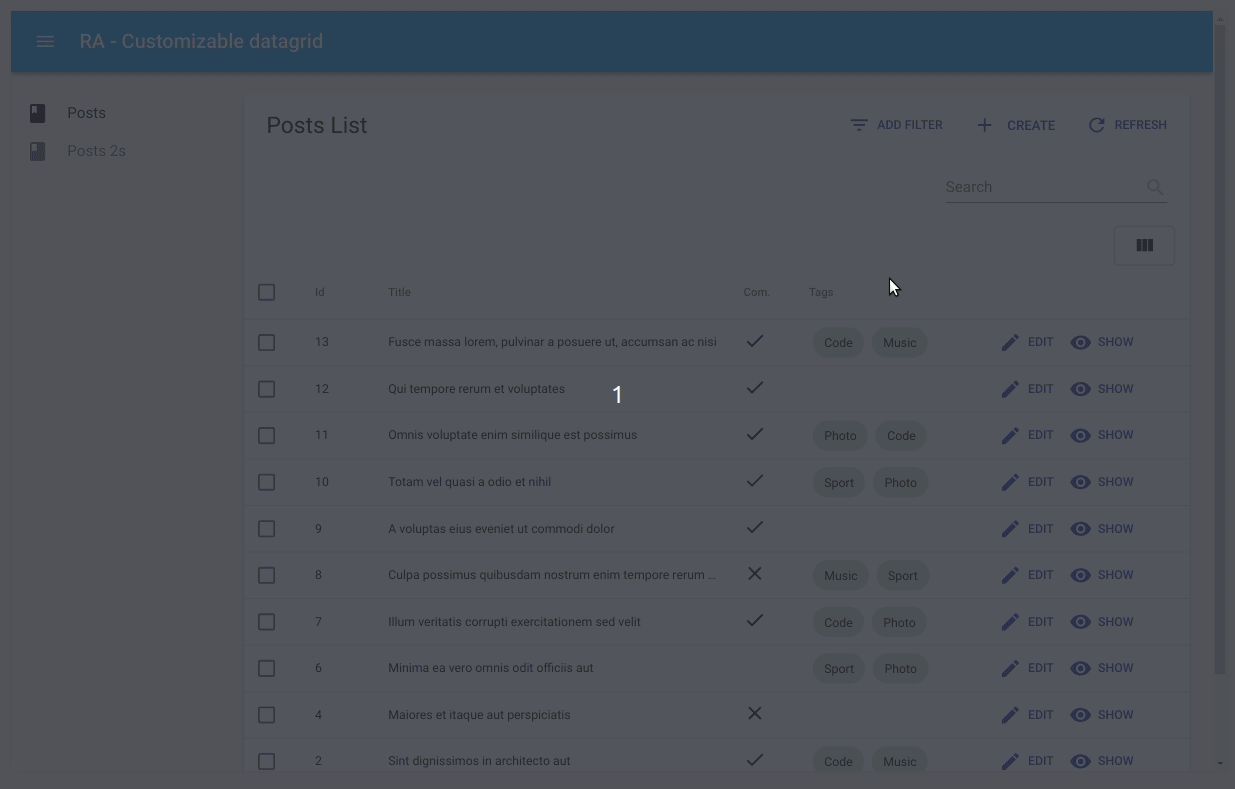 RA - Customizable datagrid
Posts
Posts 2s
Posts List
ADD FILTER CREATE REFRESH
Search
Id Title Com. Tags
13 Fusce massa lorem, pulvinar a posuere ut, accumsan ac nisi Code Music EDIT SHOW
12 Qui tempore rerum et voluptates EDIT SHOW
1
11 Omnis voluptate enim similique est possimus Photo Code EDIT SHOW
10 Totam vel quasi a odio et nihil Sport Photo EDIT SHOW
9 A voluptas eius eveniet ut commodi dolor EDIT SHOW
8 Culpa possimus quibusdam nostrum enim tempore rerum ... Music Sport EDIT SHOW
7 Illum veritatis corrupti exercitationem sed velit Code Photo EDIT SHOW
6 Minima ea vero omnis odit officiis aut Sport Photo EDIT SHOW
4 Maiores et itaque aut perspiciatis EDIT SHOW
2 Sint dignissimos in architecto aut Code Music EDIT SHOW